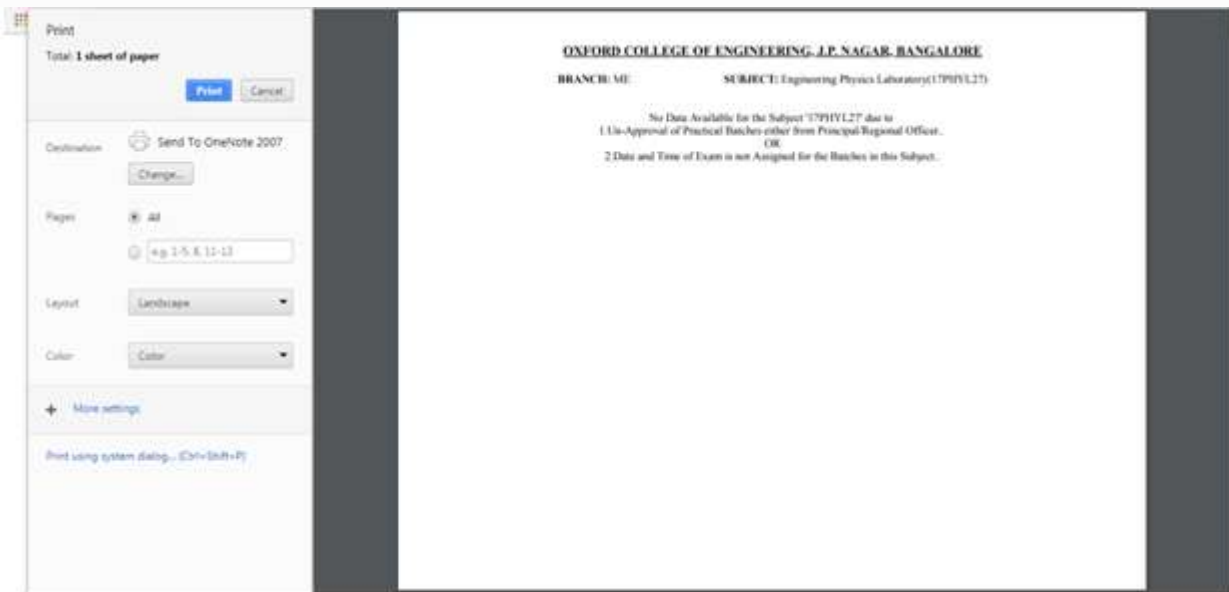 Print
Total: 1 sheet of paper
Print Cancel
Destination Send To OneNote 2007
Change...
Pages All
e.g. 1-5, 8, 11-13
Layout Landscape
Color Color
+ More settings
Print using system dialog... (Ctrl+Shift+P)
OXFORD COLLEGE OF ENGINEERING, J.P. NAGAR, BANGALORE
BRANCH: ME SUBJECT: Engineering Physics Laboratory(17PHYL27)
No Data Available for the Subject '17PHYL27' due to
1.Un-Approval of Practical Batches either from Principal/Regional Officer..
OR
2.Date and Time of Exam is not Assigned for the Batches in this Subject..